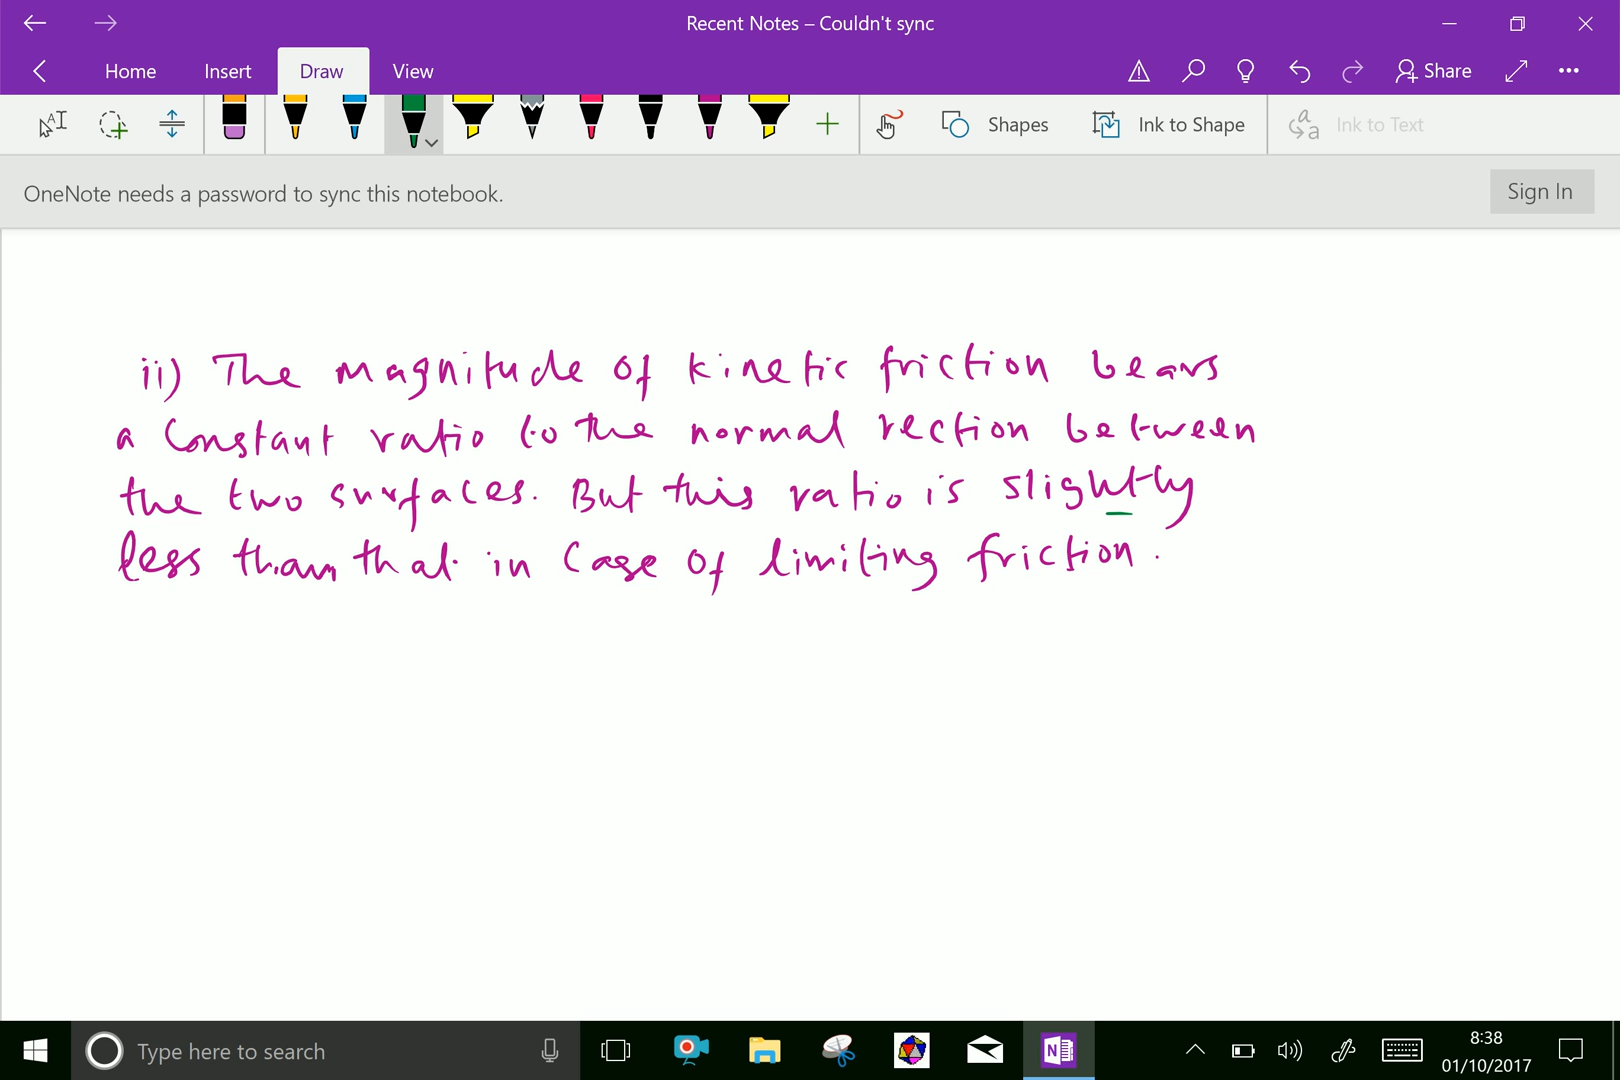 Recent Notes – Couldn't sync
Home Insert Draw View Share
Shapes Ink to Shape Ink to Text
OneNote needs a password to sync this notebook. Sign In
ii) The magnitude of kinetic friction bears
a constant ratio to the normal rection between
the two surfaces. But this ratio is slightly
less than that in case of limiting friction.
Type here to search
8:38
01/10/2017